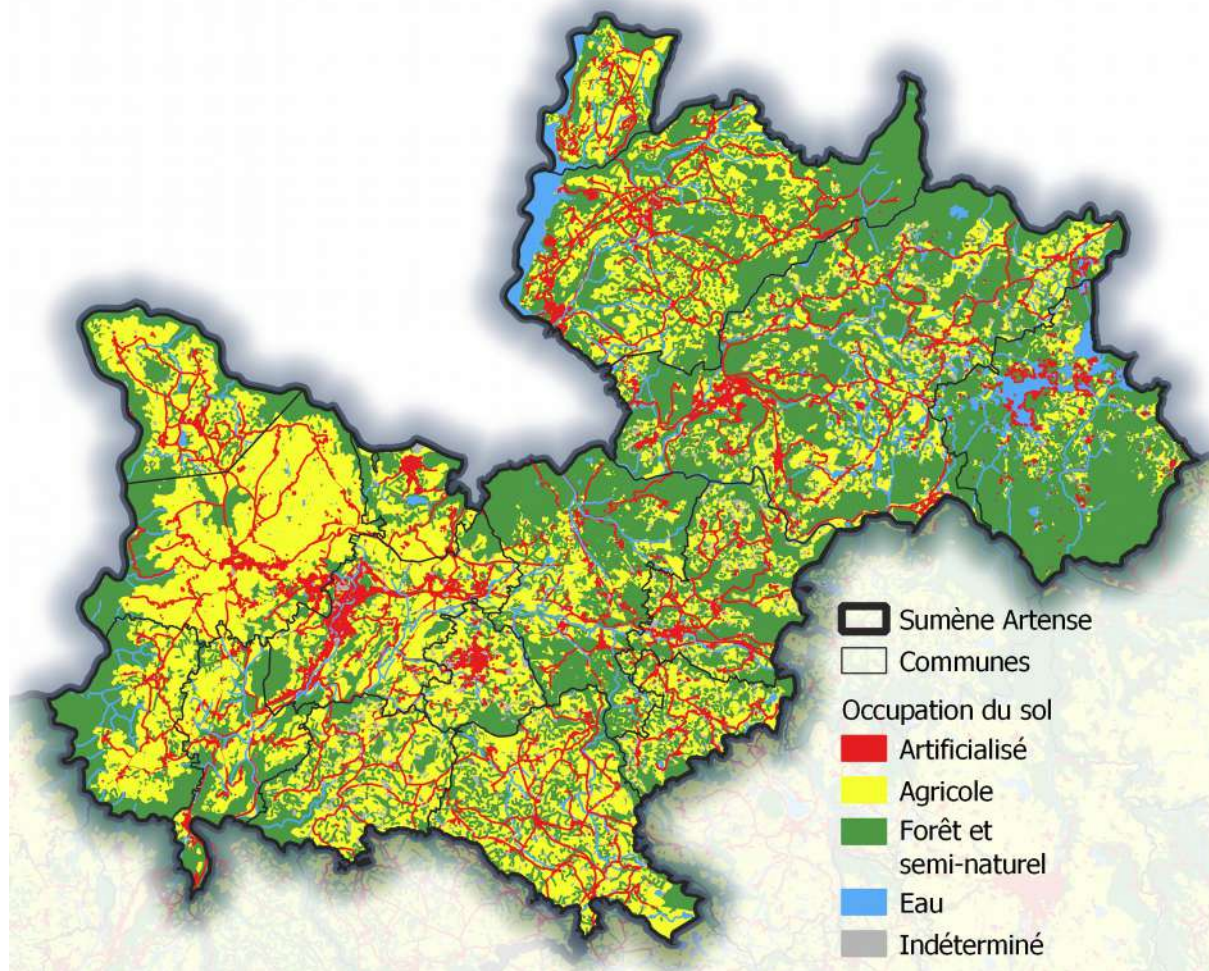 Sumène Artense
Communes
Occupation du sol
Artificialisé
Agricole
Forêt et
semi-naturel
Eau
Indéterminé